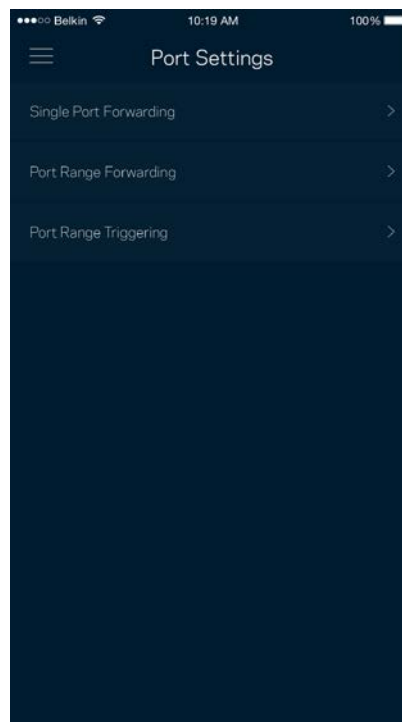 Belkin 10:19 AM 100%
Port Settings
Single Port Forwarding
Port Range Forwarding
Port Range Triggering